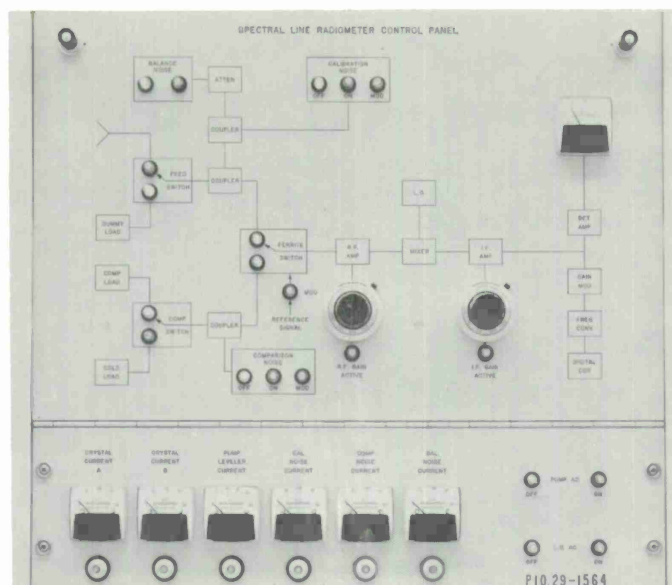 SPECTRAL LINE RADIOMETER CONTROL PANEL
BALANCE
NOISE
ATTEN
CALIBRATION
NOISE
OFF ON MOD
COUPLER
COUPLER
FEED
SWITCH
DUMMY
LOAD
L.O.
FERRITE
SWITCH
R.F.
AMP
MIXER
I.F.
AMP
DET
AMP
COMP
LOAD
MOD
REFERENCE
SIGNAL
GAIN
MOD
COMP
SWITCH
COUPLER
FREQ
CONV
COLD
LOAD
COMPARISON
NOISE
OFF ON MOD
R.F. GAIN
ACTIVE
I.F. GAIN
ACTIVE
DIGITAL
OUT
CRYSTAL
CURRENT
A
CRYSTAL
CURRENT
B
PUMP
LEVELER
CURRENT
CAL
NOISE
CURRENT
COMP
NOISE
CURRENT
BAL
NOISE
CURRENT
OFF PUMP AC ON
OFF L.O. AC ON
P10.29-1564